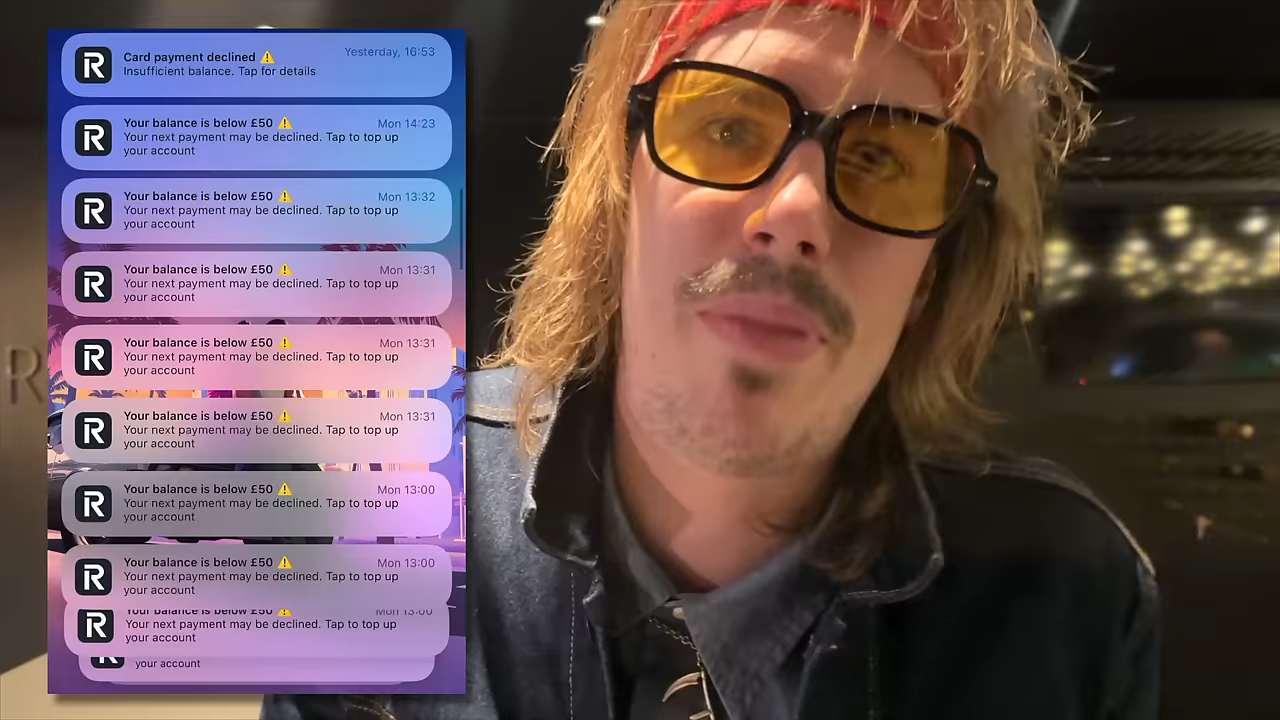 Card payment declined ⚠️ Yesterday, 16:53
Insufficient balance. Tap for details
Your balance is below £50 ⚠️ Mon 14:23
Your next payment may be declined. Tap to top up
your account
Your balance is below £50 ⚠️ Mon 13:32
Your next payment may be declined. Tap to top up
your account
Your balance is below £50 ⚠️ Mon 13:31
Your next payment may be declined. Tap to top up
your account
Your balance is below £50 ⚠️ Mon 13:31
Your next payment may be declined. Tap to top up
your account
Your balance is below £50 ⚠️ Mon 13:31
Your next payment may be declined. Tap to top up
your account
Your balance is below £50 ⚠️ Mon 13:00
Your next payment may be declined. Tap to top up
your account
Your balance is below £50 ⚠️ Mon 13:00
Your next payment may be declined. Tap to top up
your account
Your balance is below £50 ⚠️ Mon 13:00
Your next payment may be declined. Tap to top up
your account
your account
R